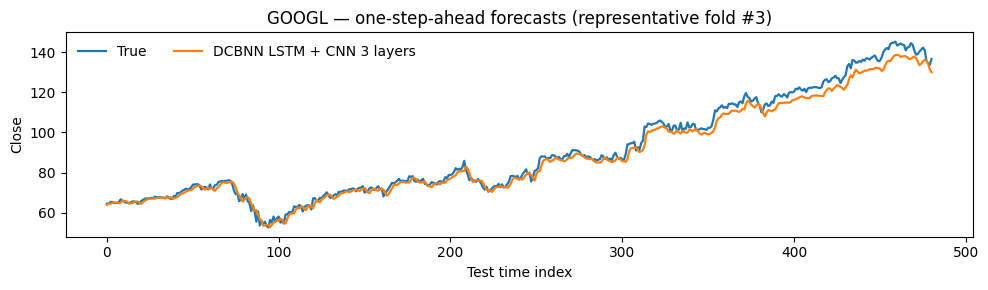 GOOGL — one-step-ahead forecasts (representative fold #3)
True
DCBNN LSTM + CNN 3 layers
Close
140
120
100
80
60
0
100
200
300
400
500
Test time index